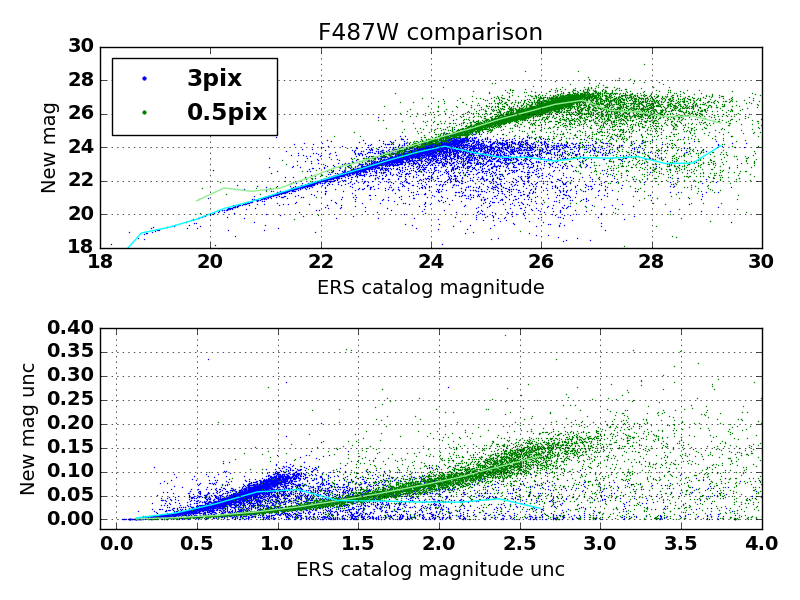 F487W comparison
30
28
26
24
22
20
18
New mag
3pix
0.5pix
18 20 22 24 26 28 30
ERS catalog magnitude
0.40
0.35
0.30
0.25
0.20
0.15
0.10
0.05
0.00
New mag unc
0.0 0.5 1.0 1.5 2.0 2.5 3.0 3.5 4.0
ERS catalog magnitude unc